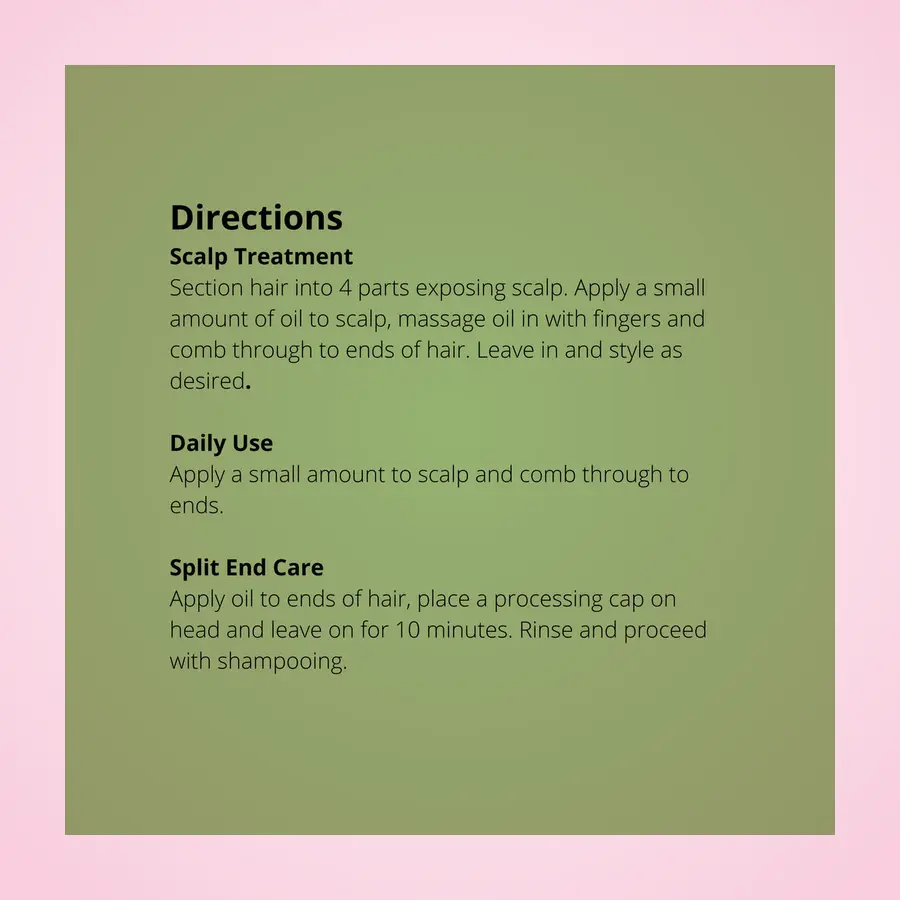 Directions
Scalp Treatment
Section hair into 4 parts exposing scalp. Apply a small
amount of oil to scalp, massage oil in with fingers and
comb through to ends of hair. Leave in and style as
desired.
Daily Use
Apply a small amount to scalp and comb through to
ends.
Split End Care
Apply oil to ends of hair, place a processing cap on
head and leave on for 10 minutes. Rinse and proceed
with shampooing.